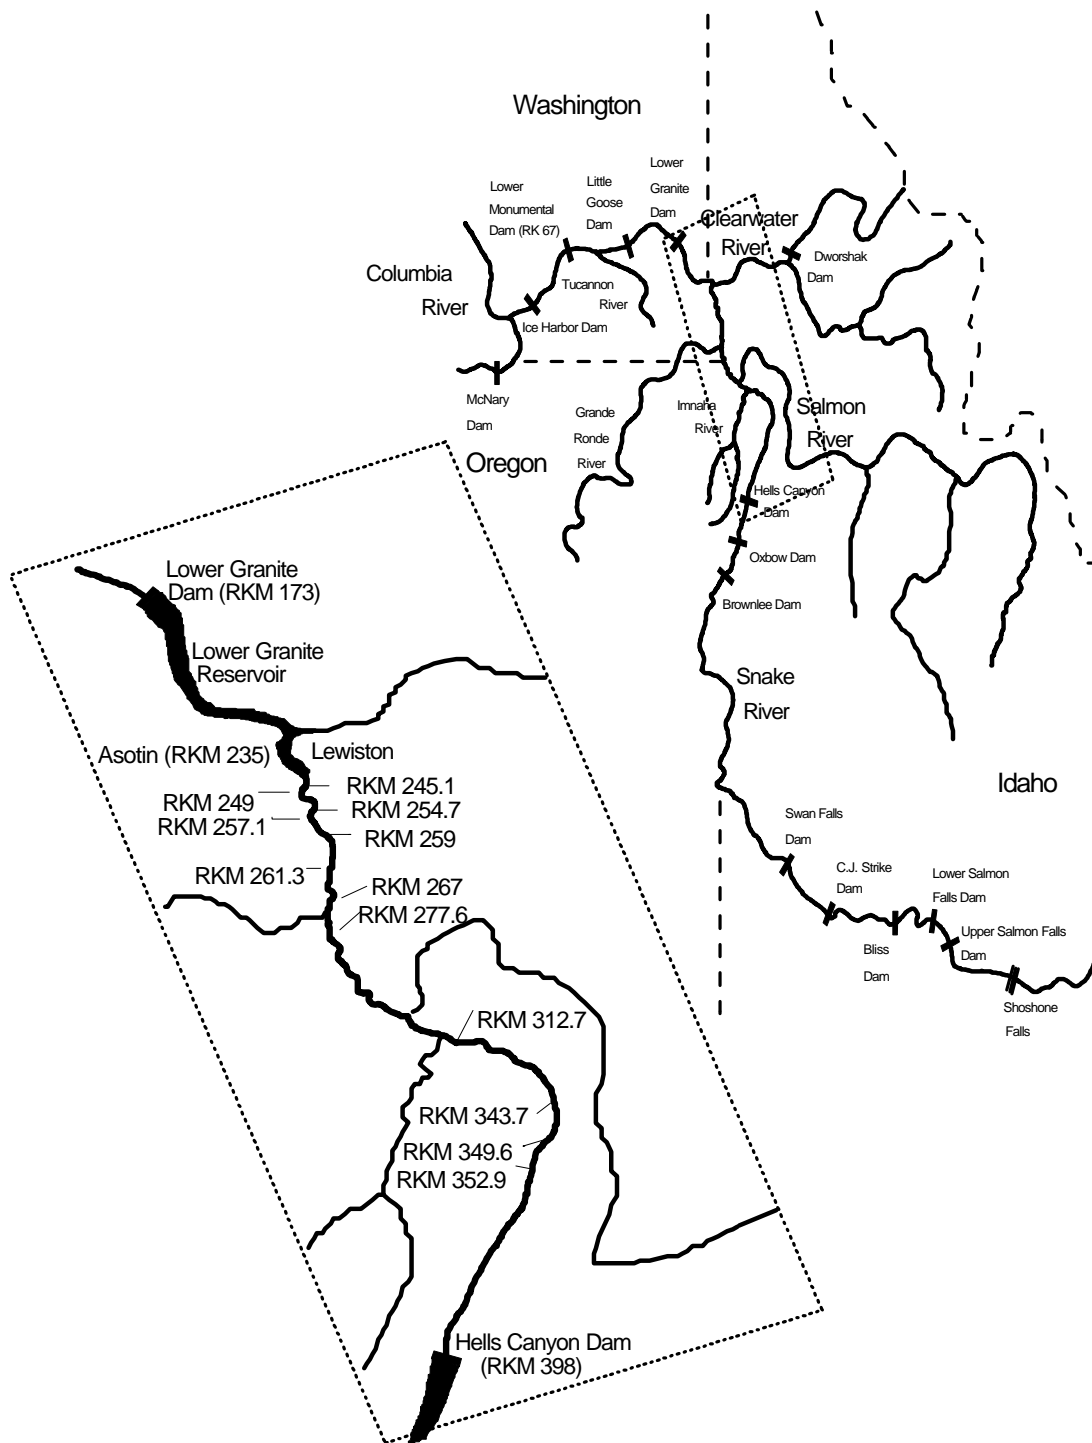 Washington
Lower
Granite
Dam
Little
Goose
Dam
Lower
Monumental
Dam (RK 67)
Clearwater
River
Dworshak
Dam
Columbia
River
Tucannon
River
Ice Harbor Dam
McNary
Dam
Grande
Ronde
River
Imnaha
River
Salmon
River
Oregon
Hells Canyon
Dam
Oxbow Dam
Brownlee Dam
Snake
River
Idaho
Swan Falls
Dam
C.J. Strike
Dam
Lower Salmon
Falls Dam
Bliss
Dam
Upper Salmon Falls
Dam
Shoshone
Falls
Lower Granite
Dam (RKM 173)
Lower Granite
Reservoir
Asotin (RKM 235)
Lewiston
RKM 245.1
RKM 249
RKM 254.7
RKM 257.1
RKM 259
RKM 261.3
RKM 267
RKM 277.6
RKM 312.7
RKM 343.7
RKM 349.6
RKM 352.9
Hells Canyon Dam
(RKM 398)